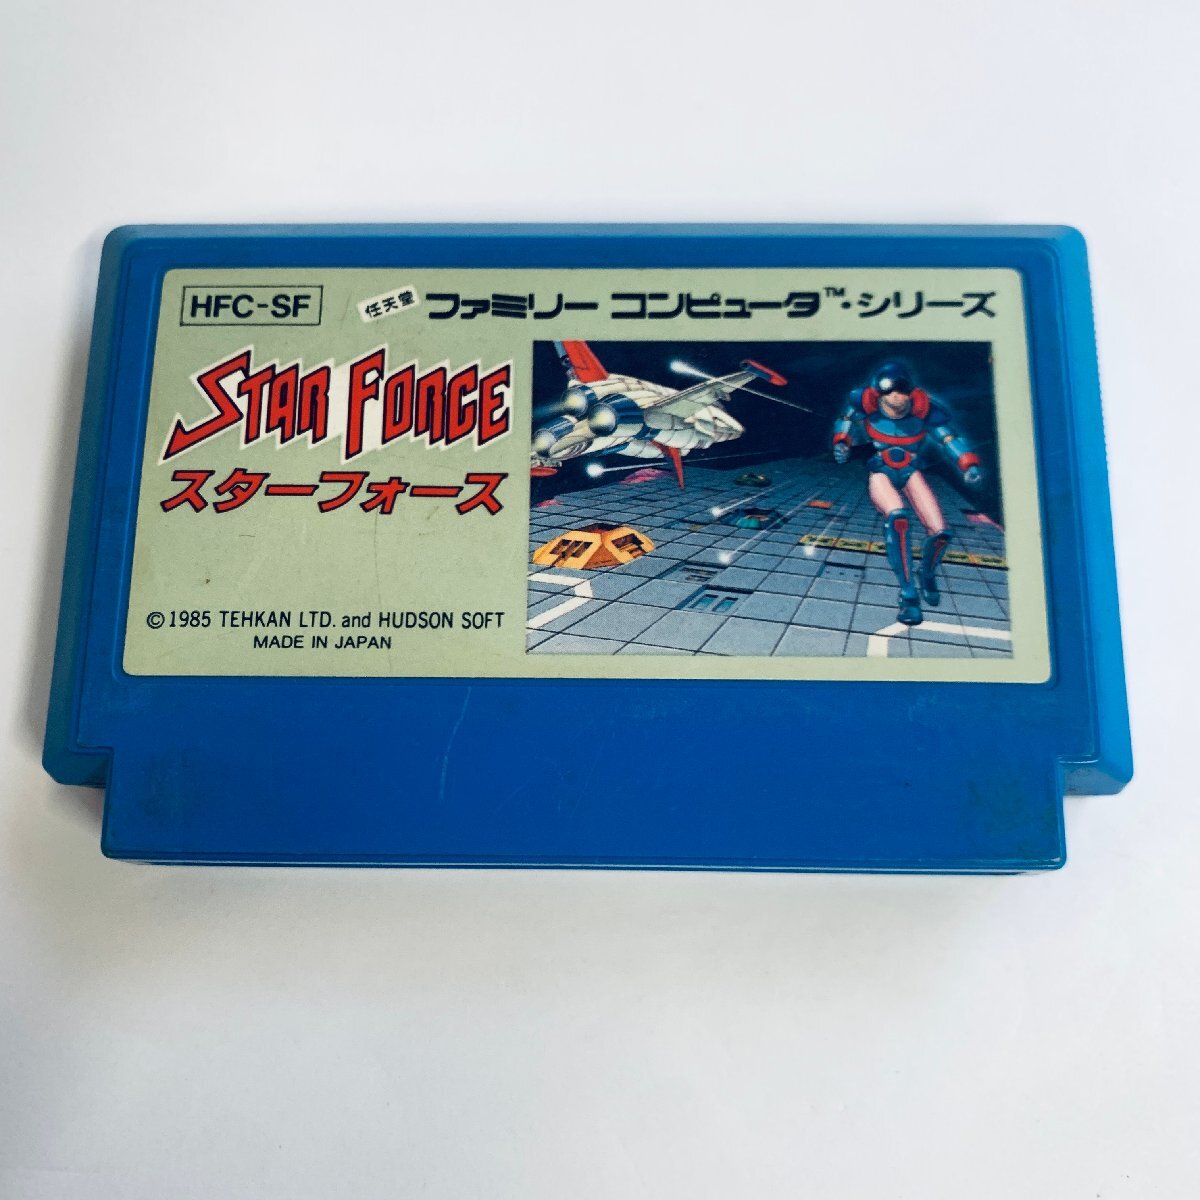 HFC-SF
任天堂 ファミリー コンピュータ™・シリーズ
STAR FORCE
スターフォース
©1985 TEHKAN LTD. and HUDSON SOFT
MADE IN JAPAN